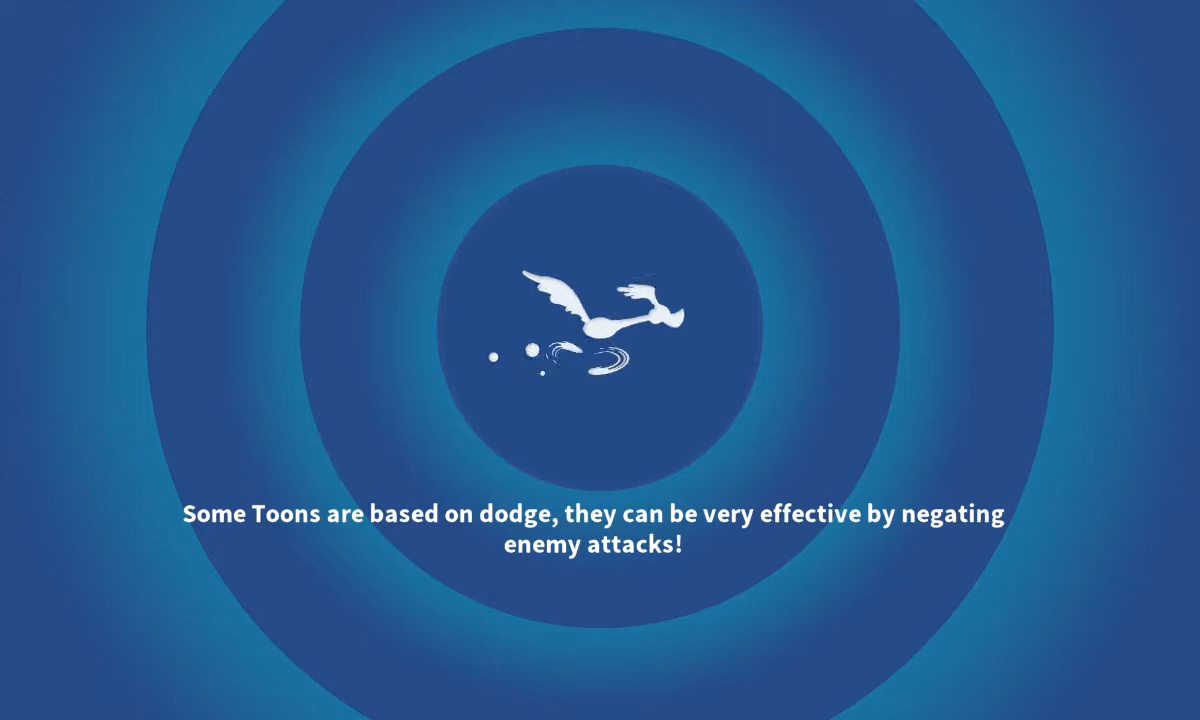 Some Toons are based on dodge, they can be very effective by negating
enemy attacks!